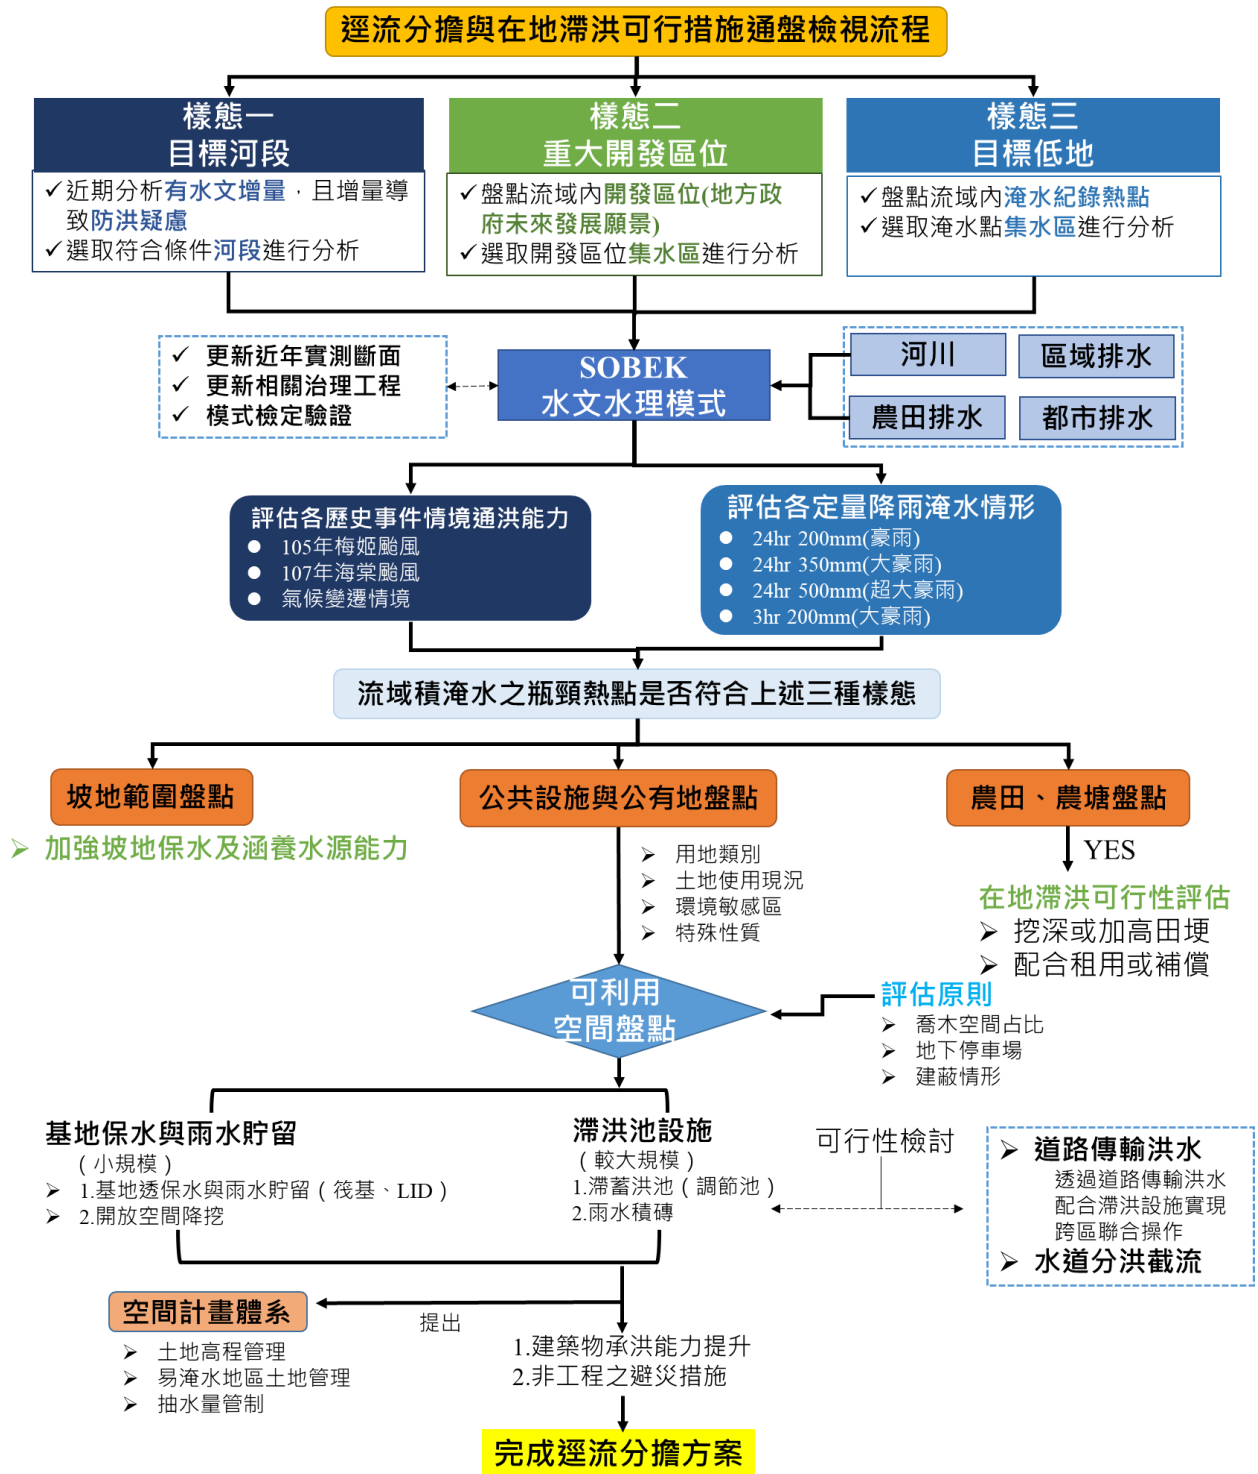 逕流分擔與在地滯洪可行措施通盤檢視流程
樣態一
目標河段
✓近期分析有水文增量，且增量導
致防洪疑慮
✓選取符合條件河段進行分析
樣態二
重大開發區位
✓盤點流域內開發區位(地方政
府未來發展願景)
✓選取開發區位集水區進行分析
樣態三
目標低地
✓盤點流域內淹水紀錄熱點
✓選取淹水點集水區進行分析
✓ 更新近年實測斷面
✓ 更新相關治理工程
✓ 模式檢定驗證
SOBEK
水文水理模式
河川
區域排水
農田排水
都市排水
評估各歷史事件情境通洪能力
● 105年梅姬颱風
● 107年海棠颱風
● 氣候變遷情境
評估各定量降雨淹水情形
● 24hr 200mm(豪雨)
● 24hr 350mm(大豪雨)
● 24hr 500mm(超大豪雨)
● 3hr 200mm(大豪雨)
流域積淹水之瓶頸熱點是否符合上述三種樣態
坡地範圍盤點
➢ 加強坡地保水及涵養水源能力
公共設施與公有地盤點
➢ 用地類別
➢ 土地使用現況
➢ 環境敏感區
➢ 特殊性質
農田、農塘盤點
YES
在地滯洪可行性評估
➢ 挖深或加高田埂
➢ 配合租用或補償
可利用
空間盤點
評估原則
➢ 喬木空間占比
➢ 地下停車場
➢ 建蔽情形
基地保水與雨水貯留
（小規模）
➢ 1.基地透保水與雨水貯留（筏基、LID）
➢ 2.開放空間降挖
滯洪池設施
（較大規模）
1.滯蓄洪池（調節池）
2.雨水積磚
可行性檢討
➢ 道路傳輸洪水
透過道路傳輸洪水
配合滯洪設施實現
跨區聯合操作
➢ 水道分洪截流
空間計畫體系
提出
➢ 土地高程管理
➢ 易淹水地區土地管理
➢ 抽水量管制
1.建築物承洪能力提升
2.非工程之避災措施
完成逕流分擔方案